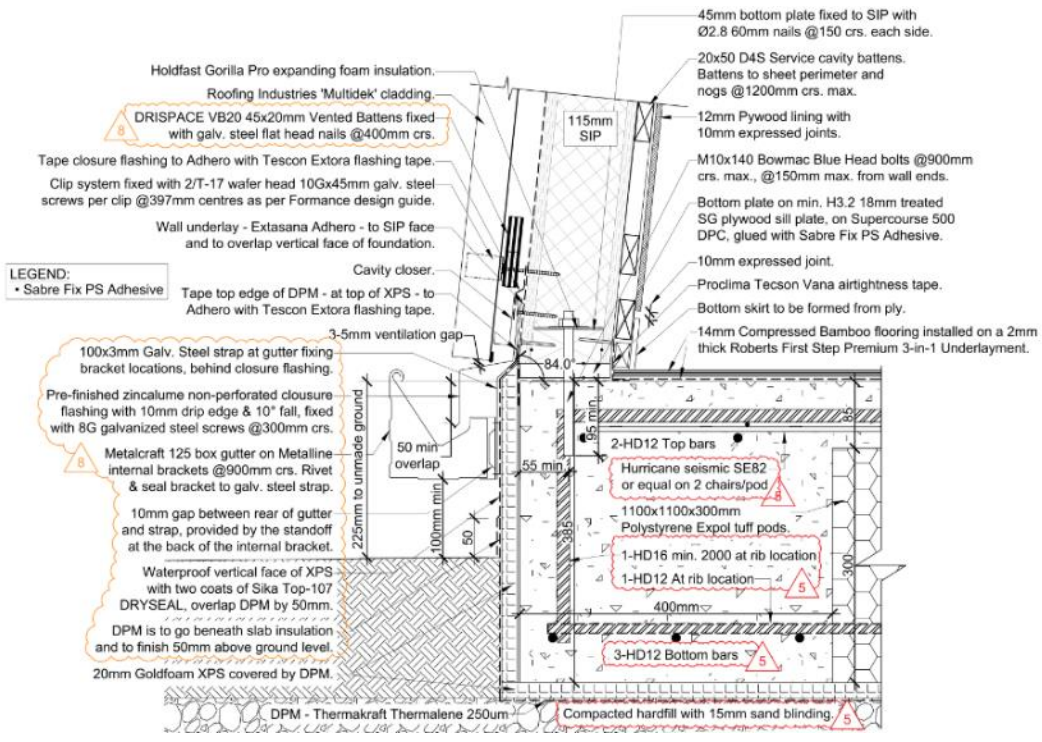 Holdfast Gorilla Pro expanding foam insulation.
Roofing Industries 'Multidek' cladding.
8
DRISPACE VB20 45x20mm Vented Battens fixed
with galv. steel flat head nails @400mm crs.
Tape closure flashing to Adhero with Tescon Extora flashing tape.
Clip system fixed with 2/T-17 wafer head 10Gx45mm galv. steel
screws per clip @397mm centres as per Formance design guide.
Wall underlay - Extasana Adhero - to SIP face
and to overlap vertical face of foundation.
LEGEND:
• Sabre Fix PS Adhesive
Cavity closer.
Tape top edge of DPM - at top of XPS - to
Adhero with Tescon Extora flashing tape.
3-5mm ventilation gap
100x3mm Galv. Steel strap at gutter fixing
bracket locations, behind closure flashing.
Pre-finished zincalume non-perforated clousure
flashing with 10mm drip edge & 10° fall, fixed
with 8G galvanized steel screws @300mm crs.
8
Metalcraft 125 box gutter on Metalline
internal brackets @900mm crs. Rivet
& seal bracket to galv. steel strap.
10mm gap between rear of gutter
and strap, provided by the standoff
at the back of the internal bracket.
Waterproof vertical face of XPS
with two coats of Sika Top-107
DRYSEAL, overlap DPM by 50mm.
DPM is to go beneath slab insulation
and to finish 50mm above ground level.
20mm Goldfoam XPS covered by DPM.
DPM - Thermakraft Thermalene 250um
115mm
SIP
84.0°
225mm to unmade ground
50 min
overlap
100mm min
50
55 min
95 min.
385
400mm
85
300
45mm bottom plate fixed to SIP with
Ø2.8 60mm nails @150 crs. each side.
20x50 D4S Service cavity battens.
Battens to sheet perimeter and
nogs @1200mm crs. max.
12mm Pywood lining with
10mm expressed joints.
M10x140 Bowmac Blue Head bolts @900mm
crs. max., @150mm max. from wall ends.
Bottom plate on min. H3.2 18mm treated
SG plywood sill plate, on Supercourse 500
DPC, glued with Sabre Fix PS Adhesive.
10mm expressed joint.
Proclima Tecson Vana airtightness tape.
Bottom skirt to be formed from ply.
14mm Compressed Bamboo flooring installed on a 2mm
thick Roberts First Step Premium 3-in-1 Underlayment.
2-HD12 Top bars
Hurricane seismic SE82
or equal on 2 chairs/pod
5
1100x1100x300mm
Polystyrene Expol tuff pods.
1-HD16 min. 2000 at rib location
1-HD12 At rib location
5
3-HD12 Bottom bars
5
Compacted hardfill with 15mm sand blinding.
5